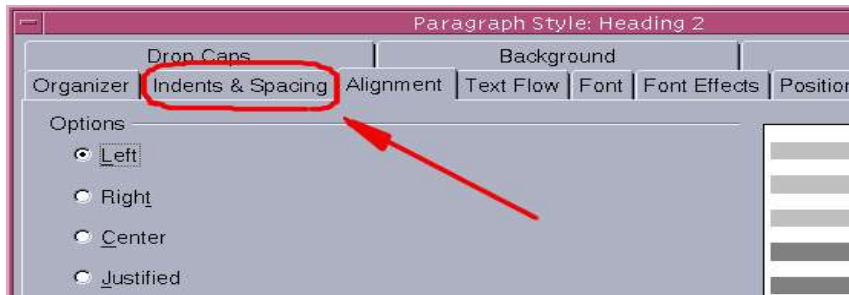 Paragraph Style: Heading 2
Drop Caps Background
Organizer Indents & Spacing Alignment Text Flow Font Font Effects Position
Options
Left
Right
Center
Justified